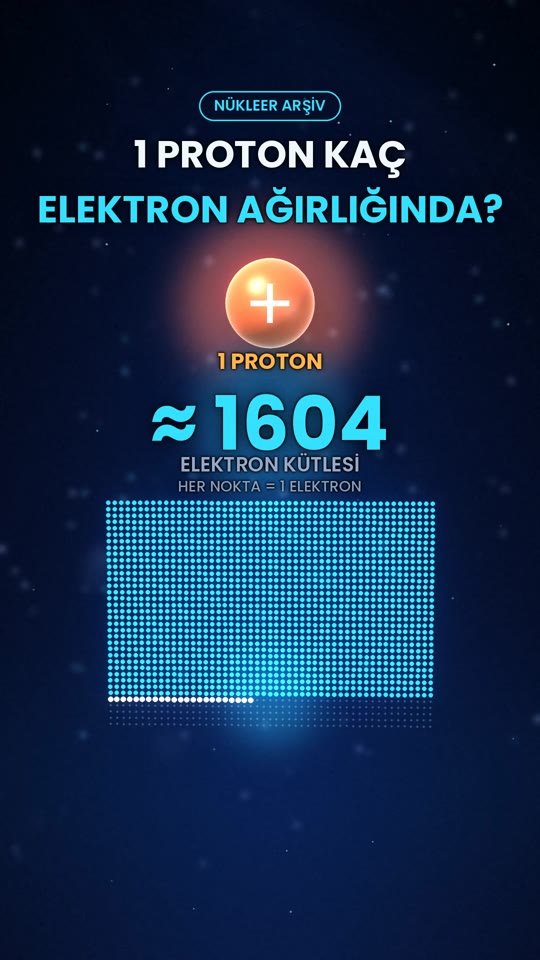 NÜKLEER ARŞİV
1 PROTON KAÇ
ELEKTRON AĞIRLIĞINDA?
+
1 PROTON
≈ 1604
ELEKTRON KÜTLESİ
HER NOKTA = 1 ELEKTRON